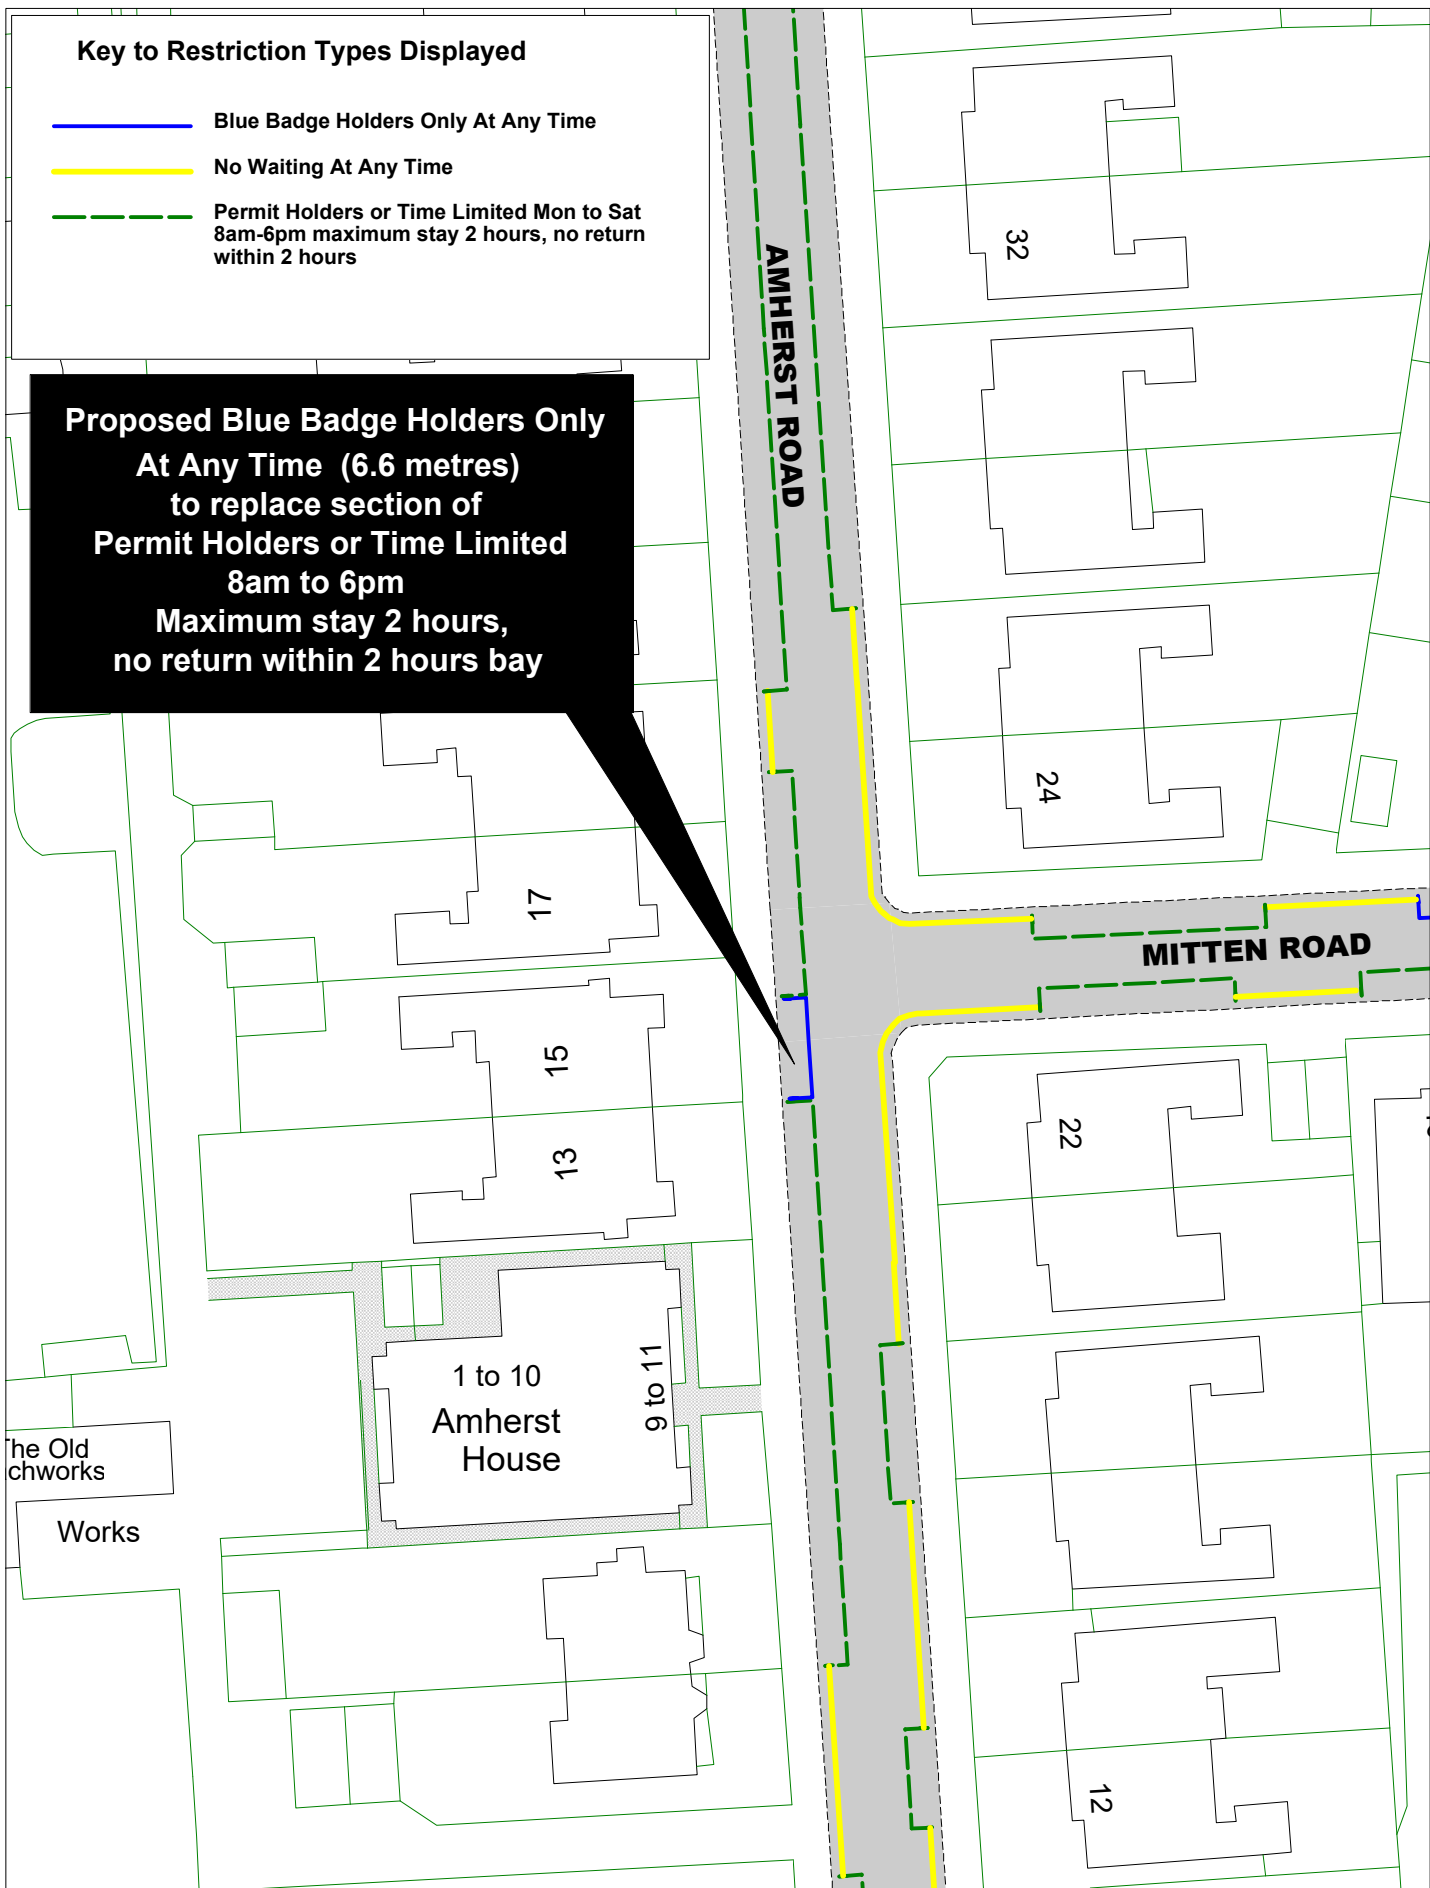 Key to Restriction Types Displayed
Blue Badge Holders Only At Any Time
No Waiting At Any Time
Permit Holders or Time Limited Mon to Sat
8am-6pm maximum stay 2 hours, no return
within 2 hours
Proposed Blue Badge Holders Only
At Any Time (6.6 metres)
to replace section of
Permit Holders or Time Limited
8am to 6pm
Maximum stay 2 hours,
no return within 2 hours bay
AMHERST ROAD
32
24
17
MITTEN ROAD
15
13
22
1 to 10
Amherst
House
9 to 11
The Old
chworks
Works
12